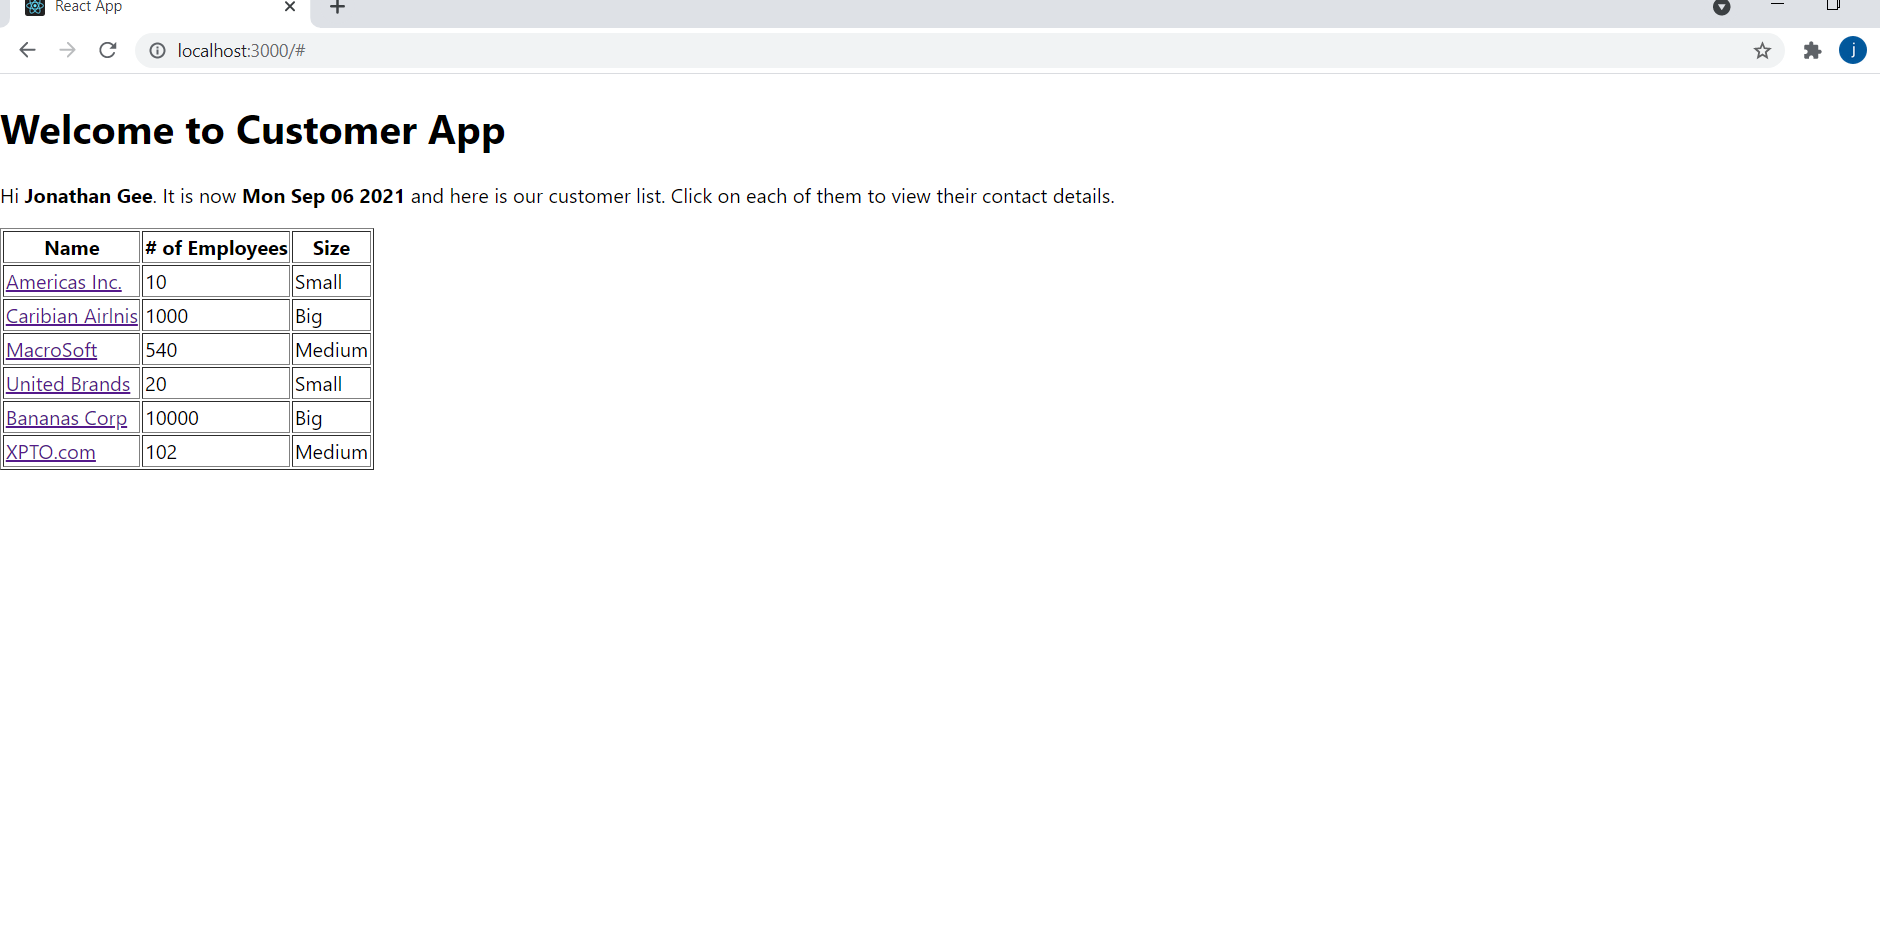 React App
localhost:3000/#
j
Welcome to Customer App
Hi Jonathan Gee. It is now Mon Sep 06 2021 and here is our customer list. Click on each of them to view their contact details.
Name # of Employees Size
Americas Inc. 10 Small
Caribian Airlnis 1000 Big
MacroSoft 540 Medium
United Brands 20 Small
Bananas Corp 10000 Big
XPTO.com 102 Medium